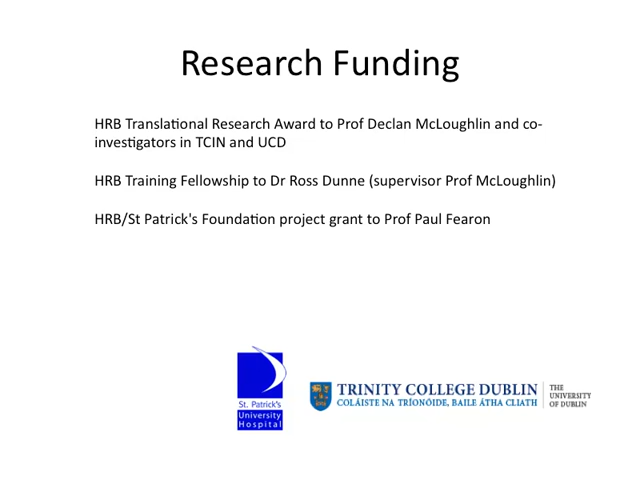 Research Funding
HRB Translational Research Award to Prof Declan McLoughlin and co-
investigators in TCIN and UCD
HRB Training Fellowship to Dr Ross Dunne (supervisor Prof McLoughlin)
HRB/St Patrick's Foundation project grant to Prof Paul Fearon
St. Patrick's
University
Hospital
TRINITY COLLEGE DUBLIN
COLÁISTE NA TRÍONÓIDE, BAILE ÁTHA CLIATH
THE
UNIVERSITY
OF DUBLIN